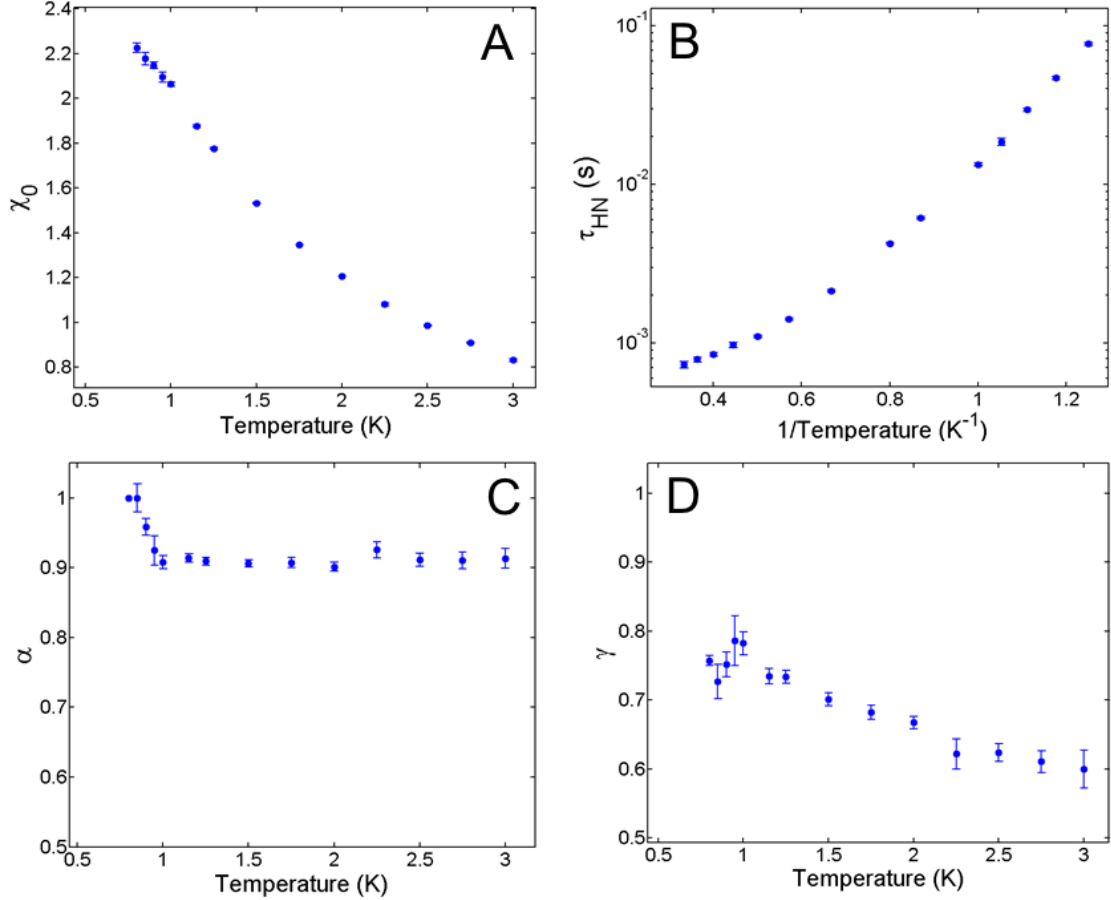 A
2.4
2.2
2
1.8
1.6
1.4
1.2
1
0.8
χ0
0.5 1 1.5 2 2.5 3
Temperature (K)
B
10^-1
10^-2
10^-3
τHN (s)
0.4 0.6 0.8 1 1.2
1/Temperature (K^-1)
C
1
0.9
0.8
0.7
0.6
0.5
α
0.5 1 1.5 2 2.5 3
Temperature (K)
D
1
0.9
0.8
0.7
0.6
0.5
γ
0.5 1 1.5 2 2.5 3
Temperature (K)